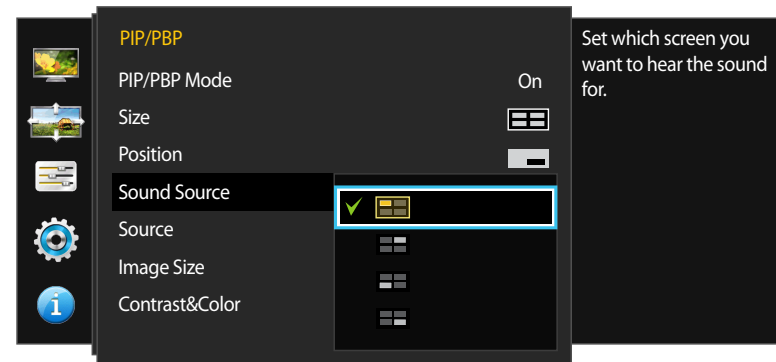 PIP/PBP
PIP/PBP Mode On
Size
Position
Sound Source
Source
Image Size
Contrast&Color
Set which screen you
want to hear the sound
for.